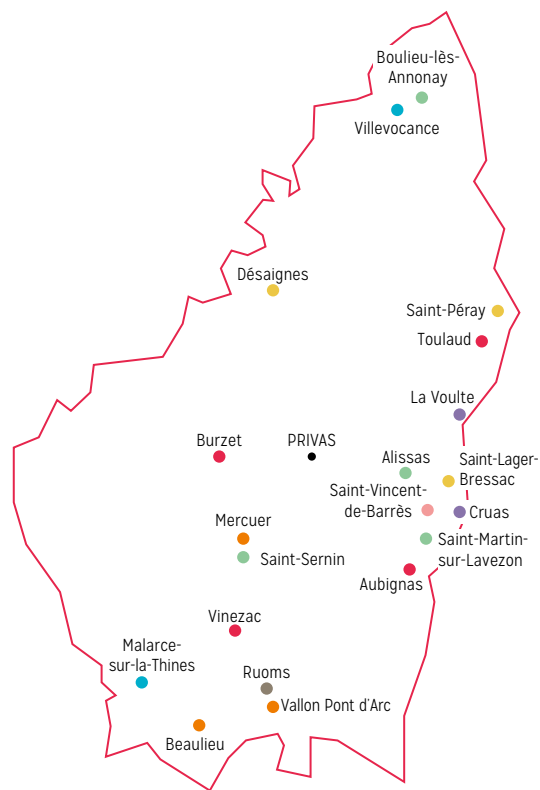 Boulieu-lès-
Annonay
Villevocance
Désaignes
Saint-Péray
Toulaud
La Voulte
Burzet
PRIVAS
Alissas
Saint-Lager-
Bressac
Saint-Vincent-
de-Barrès
Cruas
Mercuer
Saint-Martin-
sur-Lavezon
Saint-Sernin
Aubignas
Vinezac
Malarce-
sur-la-Thines
Ruoms
Vallon Pont d'Arc
Beaulieu